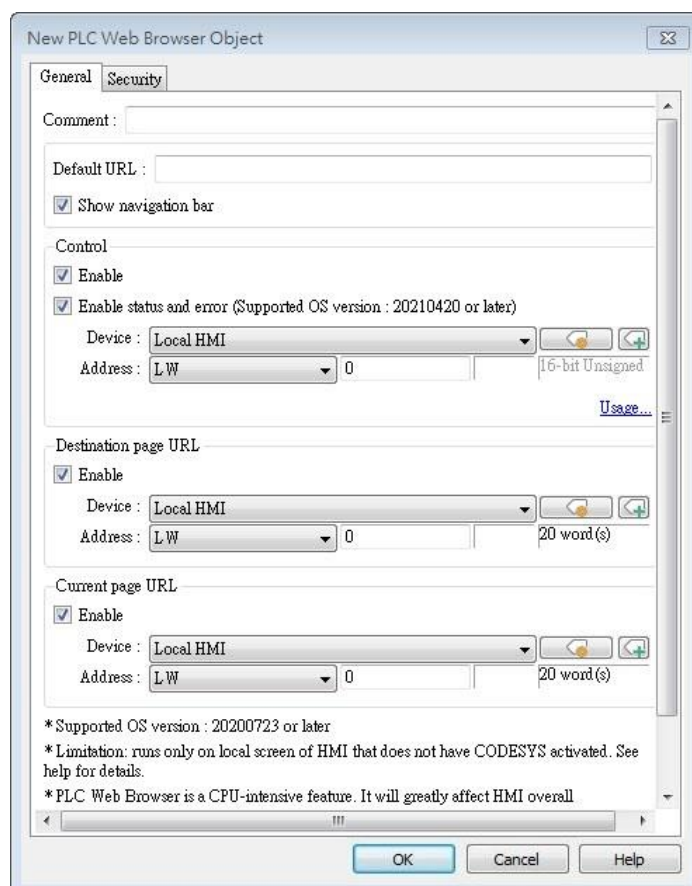 New PLC Web Browser Object
General Security
Comment :
Default URL :
Show navigation bar
Control
Enable
Enable status and error (Supported OS version : 20210420 or later)
Device : Local HMI
Address : LW 0 16-bit Unsigned
Usage...
Destination page URL
Enable
Device : Local HMI
Address : LW 0 20 word(s)
Current page URL
Enable
Device : Local HMI
Address : LW 0 20 word(s)
* Supported OS version : 20200723 or later
* Limitation: runs only on local screen of HMI that does not have CODESYS activated. See
help for details.
* PLC Web Browser is a CPU-intensive feature. It will greatly affect HMI overall
OK Cancel Help